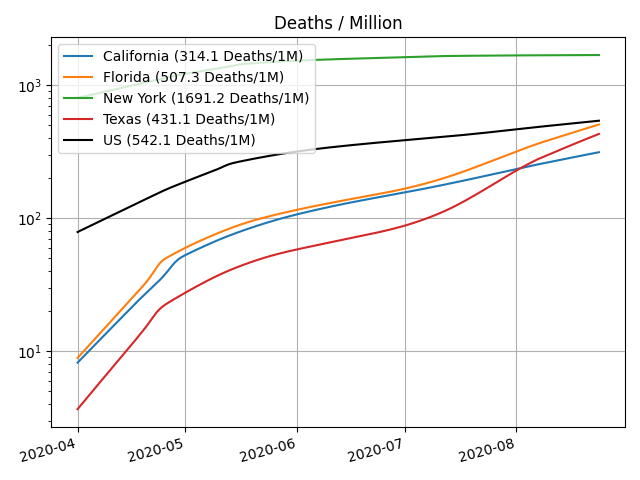 Deaths / Million
California (314.1 Deaths/1M)
Florida (507.3 Deaths/1M)
New York (1691.2 Deaths/1M)
Texas (431.1 Deaths/1M)
US (542.1 Deaths/1M)
10³
10²
10¹
2020-04
2020-05
2020-06
2020-07
2020-08